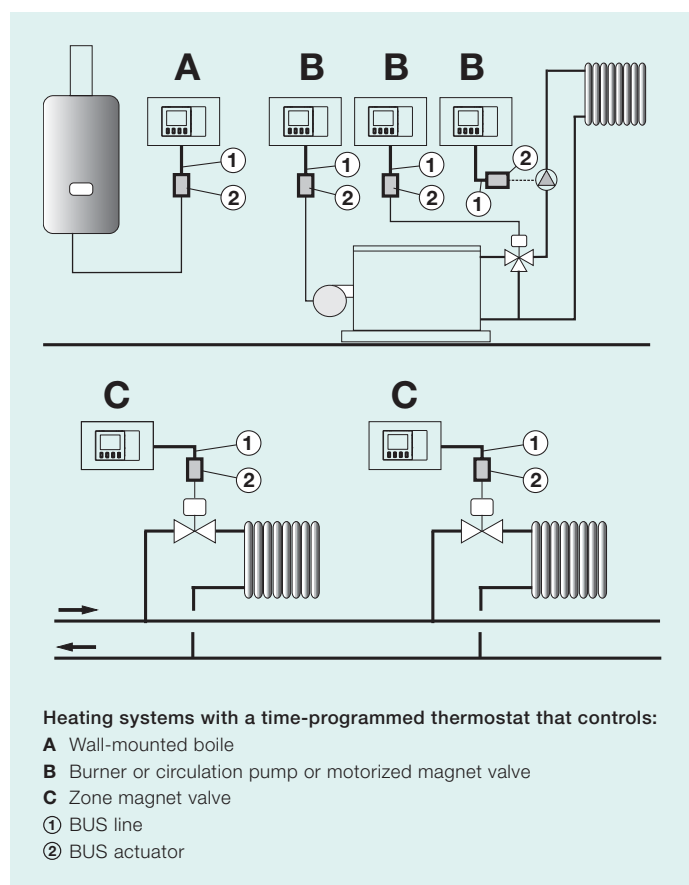 A B B B
1 1 1 2
2 2 2 1
C C
1 1
2 2
Heating systems with a time-programmed thermostat that controls:
A Wall-mounted boile
B Burner or circulation pump or motorized magnet valve
C Zone magnet valve
① BUS line
② BUS actuator